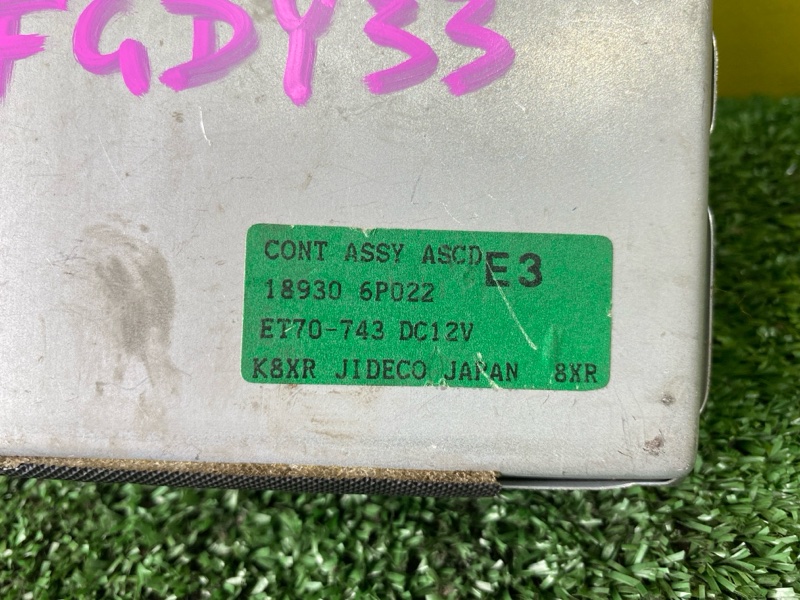 FGDY33
CONT ASSY ASCD E3
18930 6P022
ET70-743 DC12V
K8XR JIDECO JAPAN 8XR